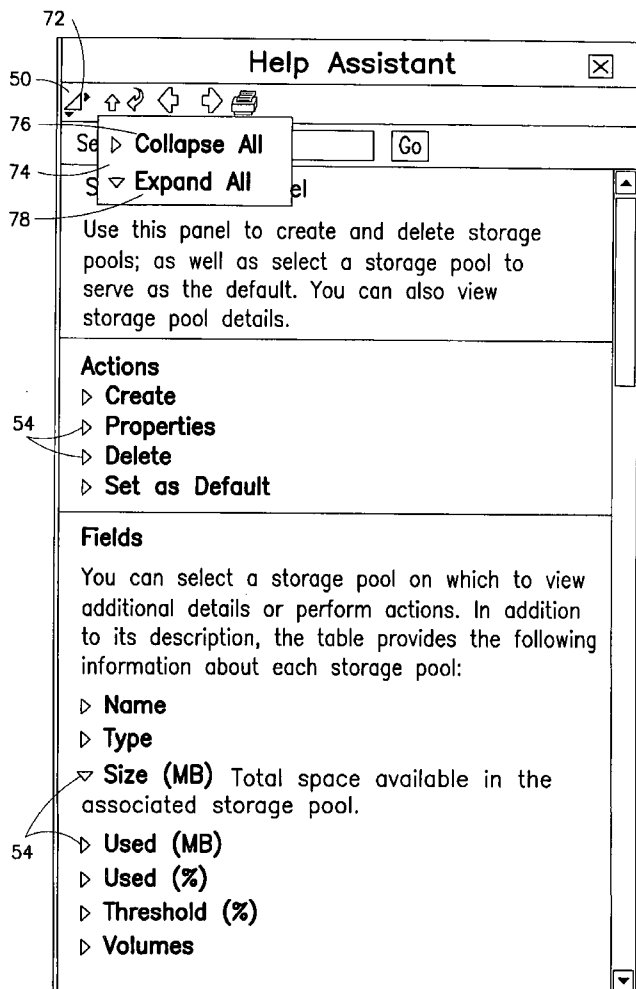 72
Help Assistant
50
76
Collapse All
Go
74
Expand All
el
78
Use this panel to create and delete storage
pools; as well as select a storage pool to
serve as the default. You can also view
storage pool details.
Actions
Create
54
Properties
Delete
Set as Default
Fields
You can select a storage pool on which to view
additional details or perform actions. In addition
to its description, the table provides the following
information about each storage pool:
Name
Type
Size (MB) Total space available in the
associated storage pool.
54
Used (MB)
Used (%)
Threshold (%)
Volumes